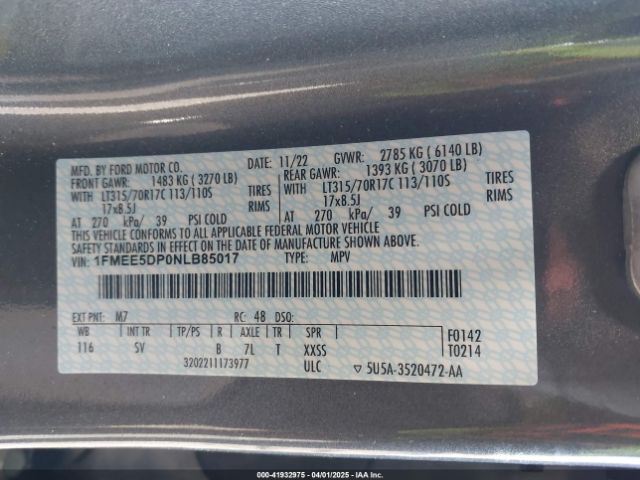 MFD. BY FORD MOTOR CO.
DATE: 11/22 GVWR: 2785 KG ( 6140 LB)
FRONT GAWR: 1483 KG ( 3270 LB)
REAR GAWR: 1393 KG ( 3070 LB)
WITH LT315/70R17C 113/110S TIRES
WITH LT315/70R17C 113/110S TIRES
17x8.5J RIMS
17x8.5J RIMS
AT 270 kPa/ 39 PSI COLD
AT 270 kPa/ 39 PSI COLD
THIS VEHICLE CONFORMS TO ALL APPLICABLE FEDERAL MOTOR VEHICLE
SAFETY STANDARDS IN EFFECT ON THE DATE OF MANUFACTURE SHOWN ABOVE.
VIN: 1FMEE5DP0NLB85017 TYPE: MPV
EXT PNT: M7 RC: 48 DSO:
WB INT TR TP/PS R AXLE TR SPR
116 SV B 7L T XXSS
F0142
T0214
3202211173977 ULC ▽ 5U5A-3520472-AA
000-41932975 04/01/2025 Copyright © IAA, LLC